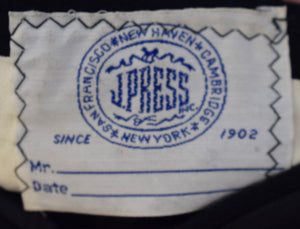 SAN FRANCISCO ★ NEW HAVEN ★ CAMBRIDGE ★ NEW YORK ★
J. PRESS
INC.
SINCE 1902
Mr.
Date